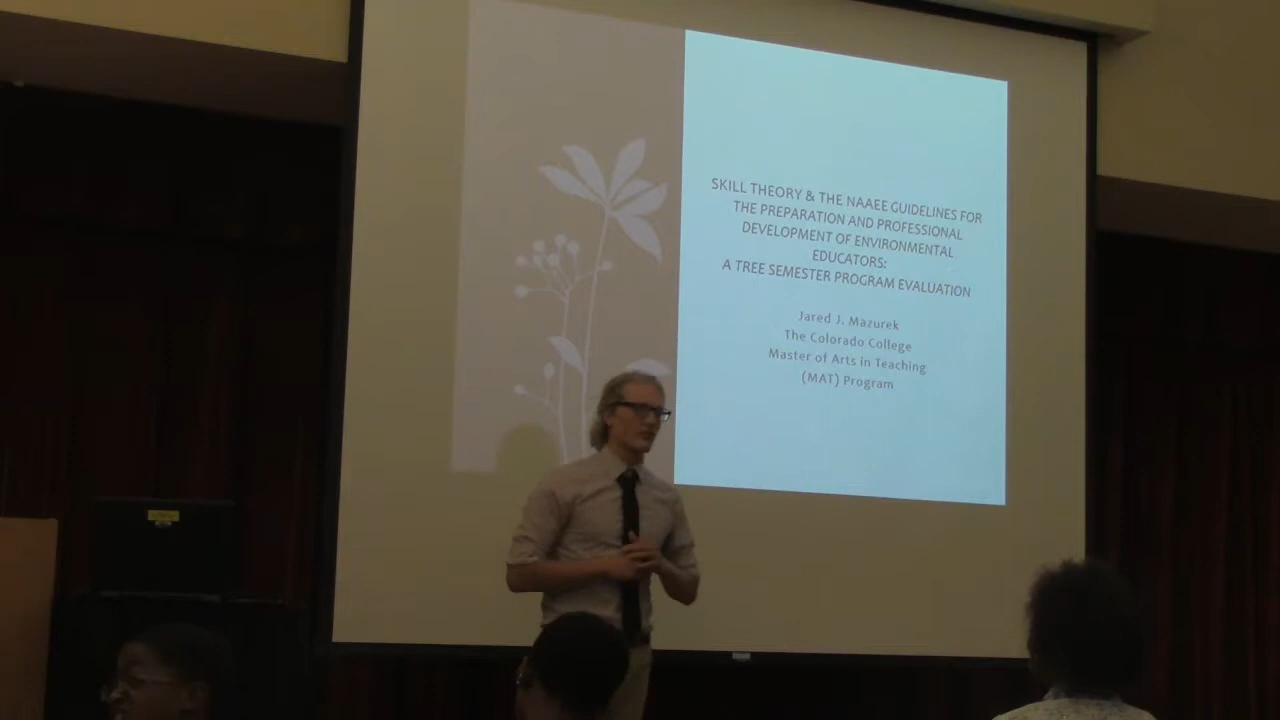 SKILL THEORY & THE NAAEE GUIDELINES FOR
THE PREPARATION AND PROFESSIONAL
DEVELOPMENT OF ENVIRONMENTAL
EDUCATORS:
A TREE SEMESTER PROGRAM EVALUATION
Jared J. Mazurek
The Colorado College
Master of Arts in Teaching
(MAT) Program